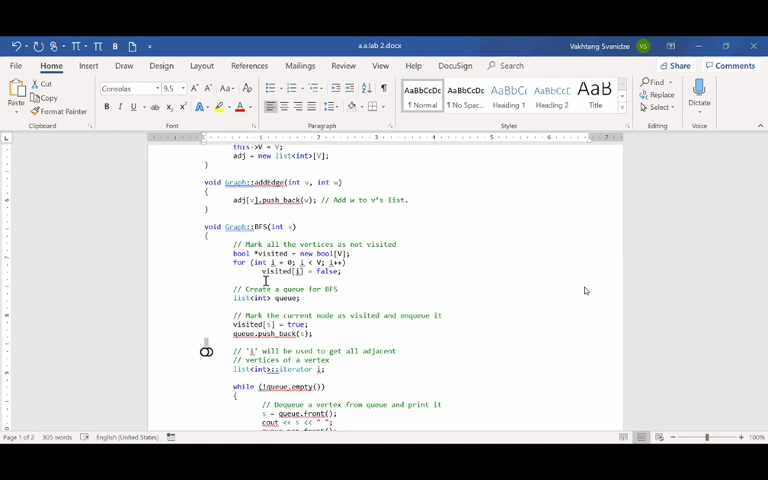 a.a.lab 2.docx
Vakhtang Svanidze VS
File Home Insert Draw Design Layout References Mailings Review View Help DocuSign Search Share Comments
Paste Cut Copy Format Painter
Consolas 9.5
B I U
AaBbCcDc AaBbCcDc AaBbCc AaBbCcC AaB
¶ Normal ¶ No Spac... Heading 1 Heading 2 Title
Find Replace Select Dictate
Clipboard Font Paragraph Styles Editing Voice
this->V = V;
adj = new list<int>[V];
}
void Graph::addEdge(int v, int w)
{
adj[v].push_back(w); // Add w to v's list.
}
void Graph::BFS(int s)
{
// Mark all the vertices as not visited
bool *visited = new bool[V];
for (int i = 0; i < V; i++)
visited[i] = false;
// Create a queue for BFS
list<int> queue;
// Mark the current node as visited and enqueue it
visited[s] = true;
queue.push_back(s);
// 'i' will be used to get all adjacent
// vertices of a vertex
list<int>::iterator i;
while (!queue.empty())
{
// Dequeue a vertex from queue and print it
s = queue.front();
cout << s << " ";
Page 1 of 2 305 words English (United States) 100%